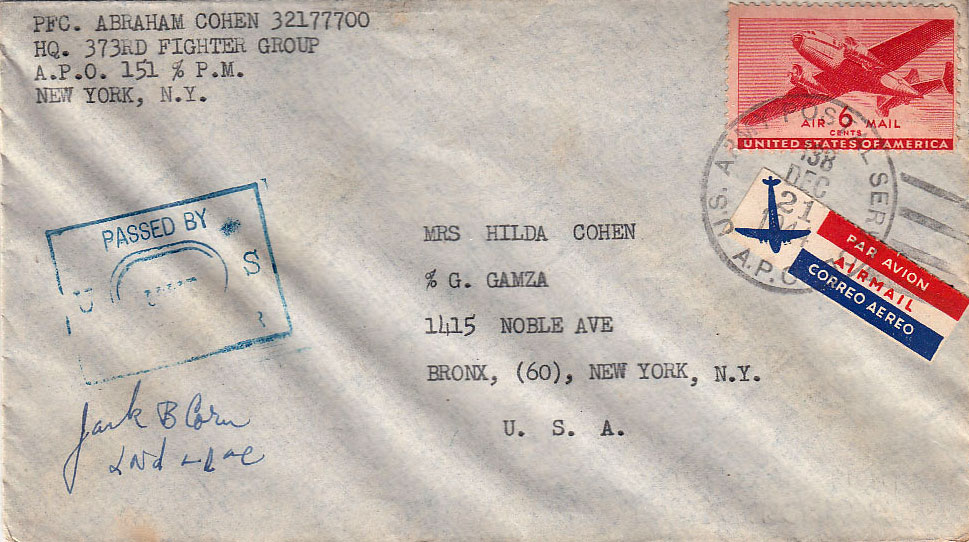 PFC. ABRAHAM COHEN 32177700
HQ. 373RD FIGHTER GROUP
A.P.O. 151 % P.M.
NEW YORK, N.Y.
AIR 6 MAIL
CENTS
UNITED STATES OF AMERICA
U.S. ARMY POSTAL SERVICE
A.P.O.
DEC
21
PAR AVION
AIRMAIL
CORREO AEREO
PASSED BY
S
MRS HILDA COHEN
% G. GAMZA
1415 NOBLE AVE
BRONX, (60), NEW YORK, N.Y.
U. S. A.
Jack B Corn
2Nd